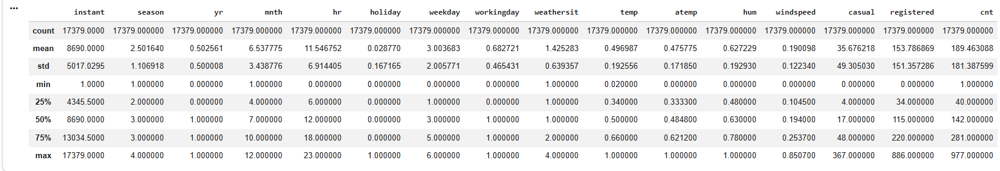 ...
instant season yr mnth hr holiday weekday workingday weathersit temp atemp hum windspeed casual registered cnt
count 17379.0000 17379.000000 17379.000000 17379.000000 17379.000000 17379.000000 17379.000000 17379.000000 17379.000000 17379.000000 17379.000000 17379.000000 17379.000000 17379.000000 17379.000000 17379.000000
mean 8690.0000 2.501640 0.502561 6.537775 11.546752 0.028770 3.003683 0.682721 1.425283 0.496987 0.475775 0.627229 0.190098 35.676218 153.786869 189.463088
std 5017.0295 1.106918 0.500008 3.438776 6.914405 0.167165 2.005771 0.465431 0.639357 0.192556 0.171850 0.192930 0.122340 49.305030 151.357286 181.387599
min 1.0000 1.000000 0.000000 1.000000 0.000000 0.000000 0.000000 0.000000 1.000000 0.020000 0.000000 0.000000 0.000000 0.000000 0.000000 1.000000
25% 4345.5000 2.000000 0.000000 4.000000 6.000000 0.000000 1.000000 0.000000 1.000000 0.340000 0.333300 0.480000 0.104500 4.000000 34.000000 40.000000
50% 8690.0000 3.000000 1.000000 7.000000 12.000000 0.000000 3.000000 1.000000 1.000000 0.500000 0.484800 0.630000 0.194000 17.000000 115.000000 142.000000
75% 13034.5000 3.000000 1.000000 10.000000 18.000000 0.000000 5.000000 1.000000 2.000000 0.660000 0.621200 0.780000 0.253700 48.000000 220.000000 281.000000
max 17379.0000 4.000000 1.000000 12.000000 23.000000 1.000000 6.000000 1.000000 4.000000 1.000000 1.000000 1.000000 0.850700 367.000000 886.000000 977.000000